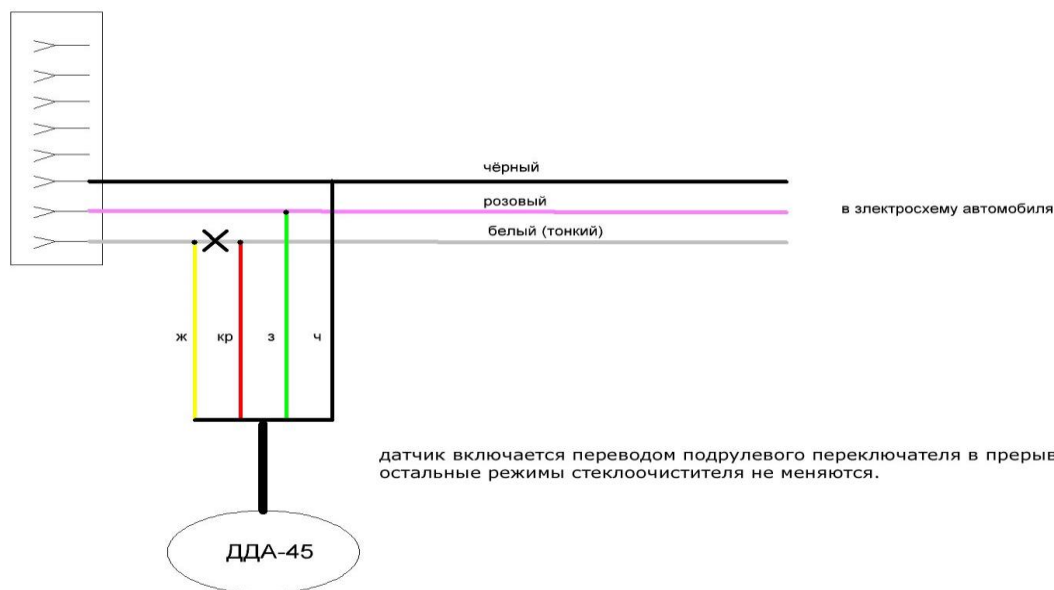 чёрный
розовый
в злектросхему автомобиля
белый (тонкий)
ж кр з ч
датчик включается переводом подрулевого переключателя в прерыв
остальные режимы стеклоочистителя не меняются.
ДДА-45